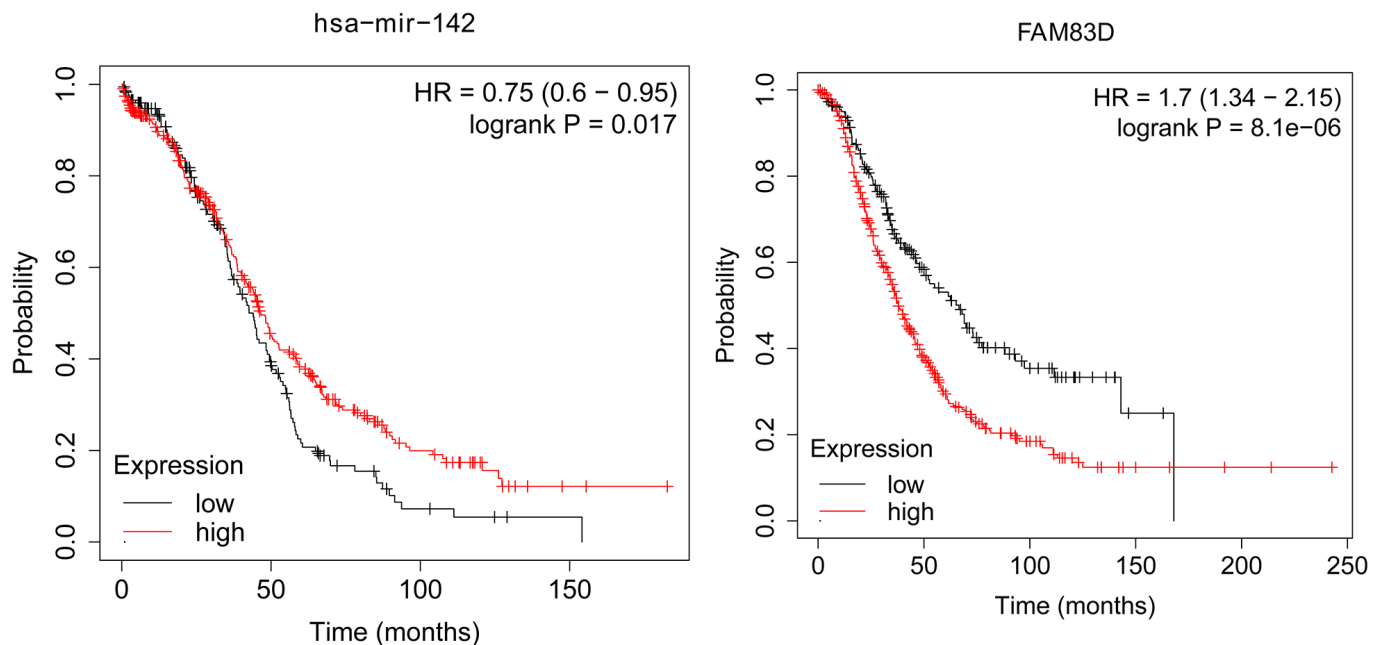 hsa−mir−142
HR = 0.75 (0.6 − 0.95)
logrank P = 0.017
Probability
0.0
0.2
0.4
0.6
0.8
1.0
Expression
low
high
0
50
100
150
Time (months)
FAM83D
HR = 1.7 (1.34 − 2.15)
logrank P = 8.1e−06
Probability
0.0
0.2
0.4
0.6
0.8
1.0
Expression
low
high
0
50
100
150
200
250
Time (months)